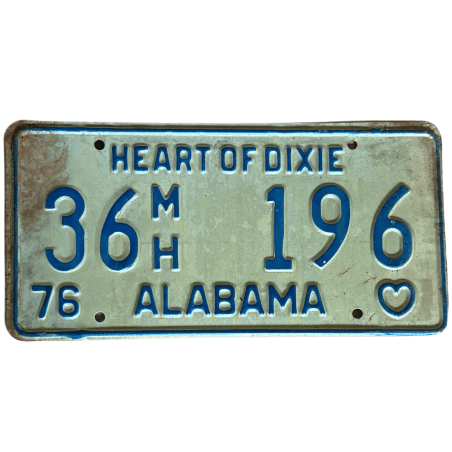 HEART OF DIXIE
36 MH 196
76 ALABAMA